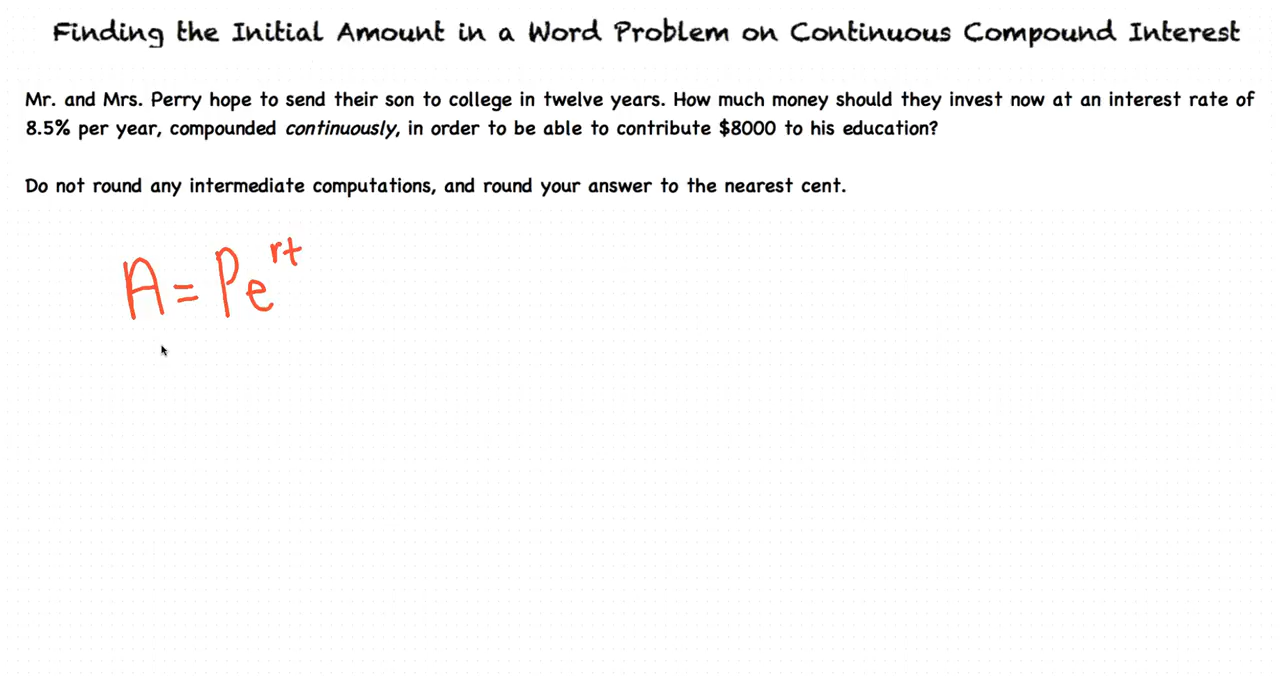 Finding the Initial Amount in a Word Problem on Continuous Compound Interest
Mr. and Mrs. Perry hope to send their son to college in twelve years. How much money should they invest now at an interest rate of
8.5% per year, compounded continuously, in order to be able to contribute $8000 to his education?
Do not round any intermediate computations, and round your answer to the nearest cent.
A = Pe^rt